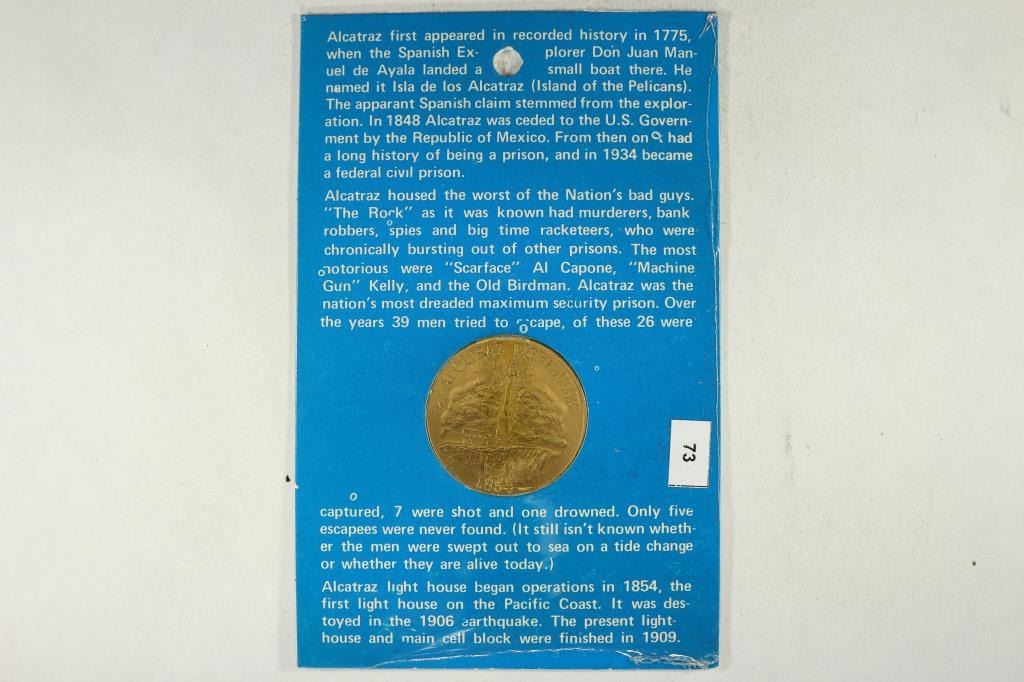 Alcatraz first appeared in recorded history in 1775,
when the Spanish Ex- plorer Don Juan Man-
uel de Ayala landed a small boat there. He
named it Isla de los Alcatraz (Island of the Pelicans).
The apparant Spanish claim stemmed from the explor-
ation. In 1848 Alcatraz was ceded to the U.S. Govern-
ment by the Republic of Mexico. From then on it had
a long history of being a prison, and in 1934 became
a federal civil prison.
Alcatraz housed the worst of the Nation's bad guys.
"The Rock" as it was known had murderers, bank
robbers, spies and big time racketeers, who were
chronically bursting out of other prisons. The most
notorious were "Scarface" Al Capone, "Machine
Gun" Kelly, and the Old Birdman. Alcatraz was the
nation's most dreaded maximum security prison. Over
the years 39 men tried to escape, of these 26 were
ALCATRAZ LIGHTHOUSE
1854
73
captured, 7 were shot and one drowned. Only five
escapees were never found. (It still isn't known wheth-
er the men were swept out to sea on a tide change
or whether they are alive today.)
Alcatraz light house began operations in 1854, the
first light house on the Pacific Coast. It was des-
toyed in the 1906 earthquake. The present light-
house and main cell block were finished in 1909.